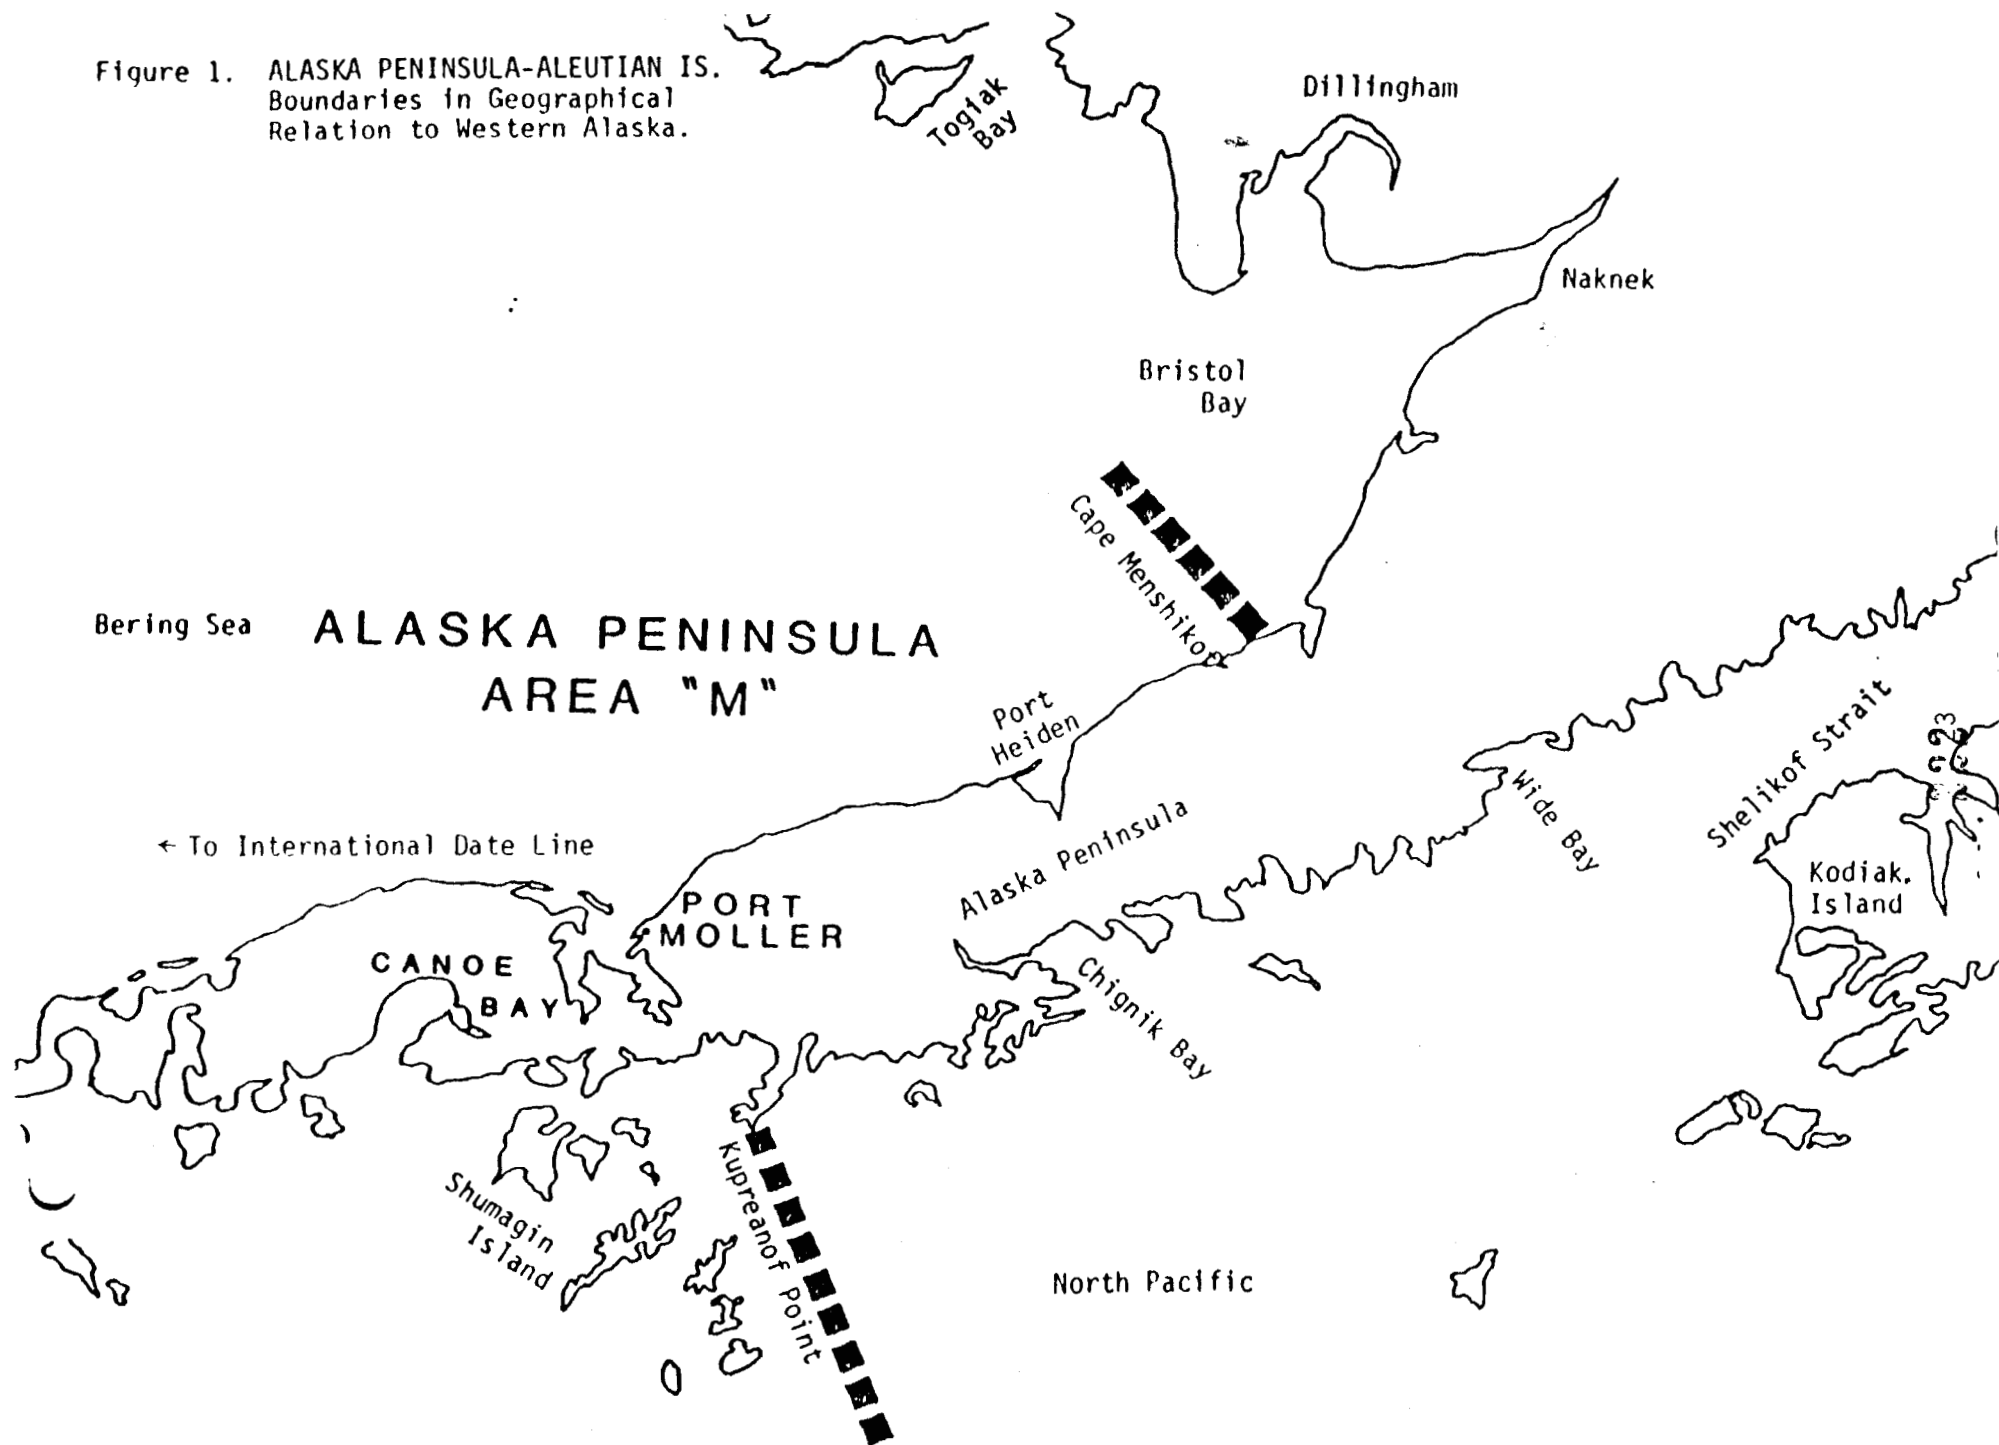 Figure 1. ALASKA PENINSULA-ALEUTIAN IS.
Boundaries in Geographical
Relation to Western Alaska.
Togiak
Bay
Dillingham
Naknek
Bristol
Bay
Cape Menshikof
Bering Sea
ALASKA PENINSULA
AREA "M"
Port
Heiden
Shelikof Strait
Wide Bay
← To International Date Line
Alaska Peninsula
Kodiak.
Island
PORT
MOLLER
CANOE
BAY
Chignik Bay
Shumagin
Island
Kupreanof Point
North Pacific